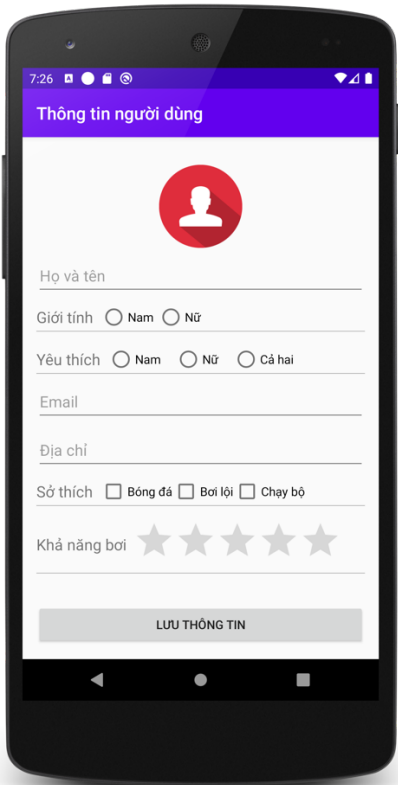 7:26
Thông tin người dùng
Họ và tên
Giới tính Nam Nữ
Yêu thích Nam Nữ Cả hai
Email
Địa chỉ
Sở thích Bóng đá Bơi lội Chạy bộ
Khả năng bơi
LƯU THÔNG TIN